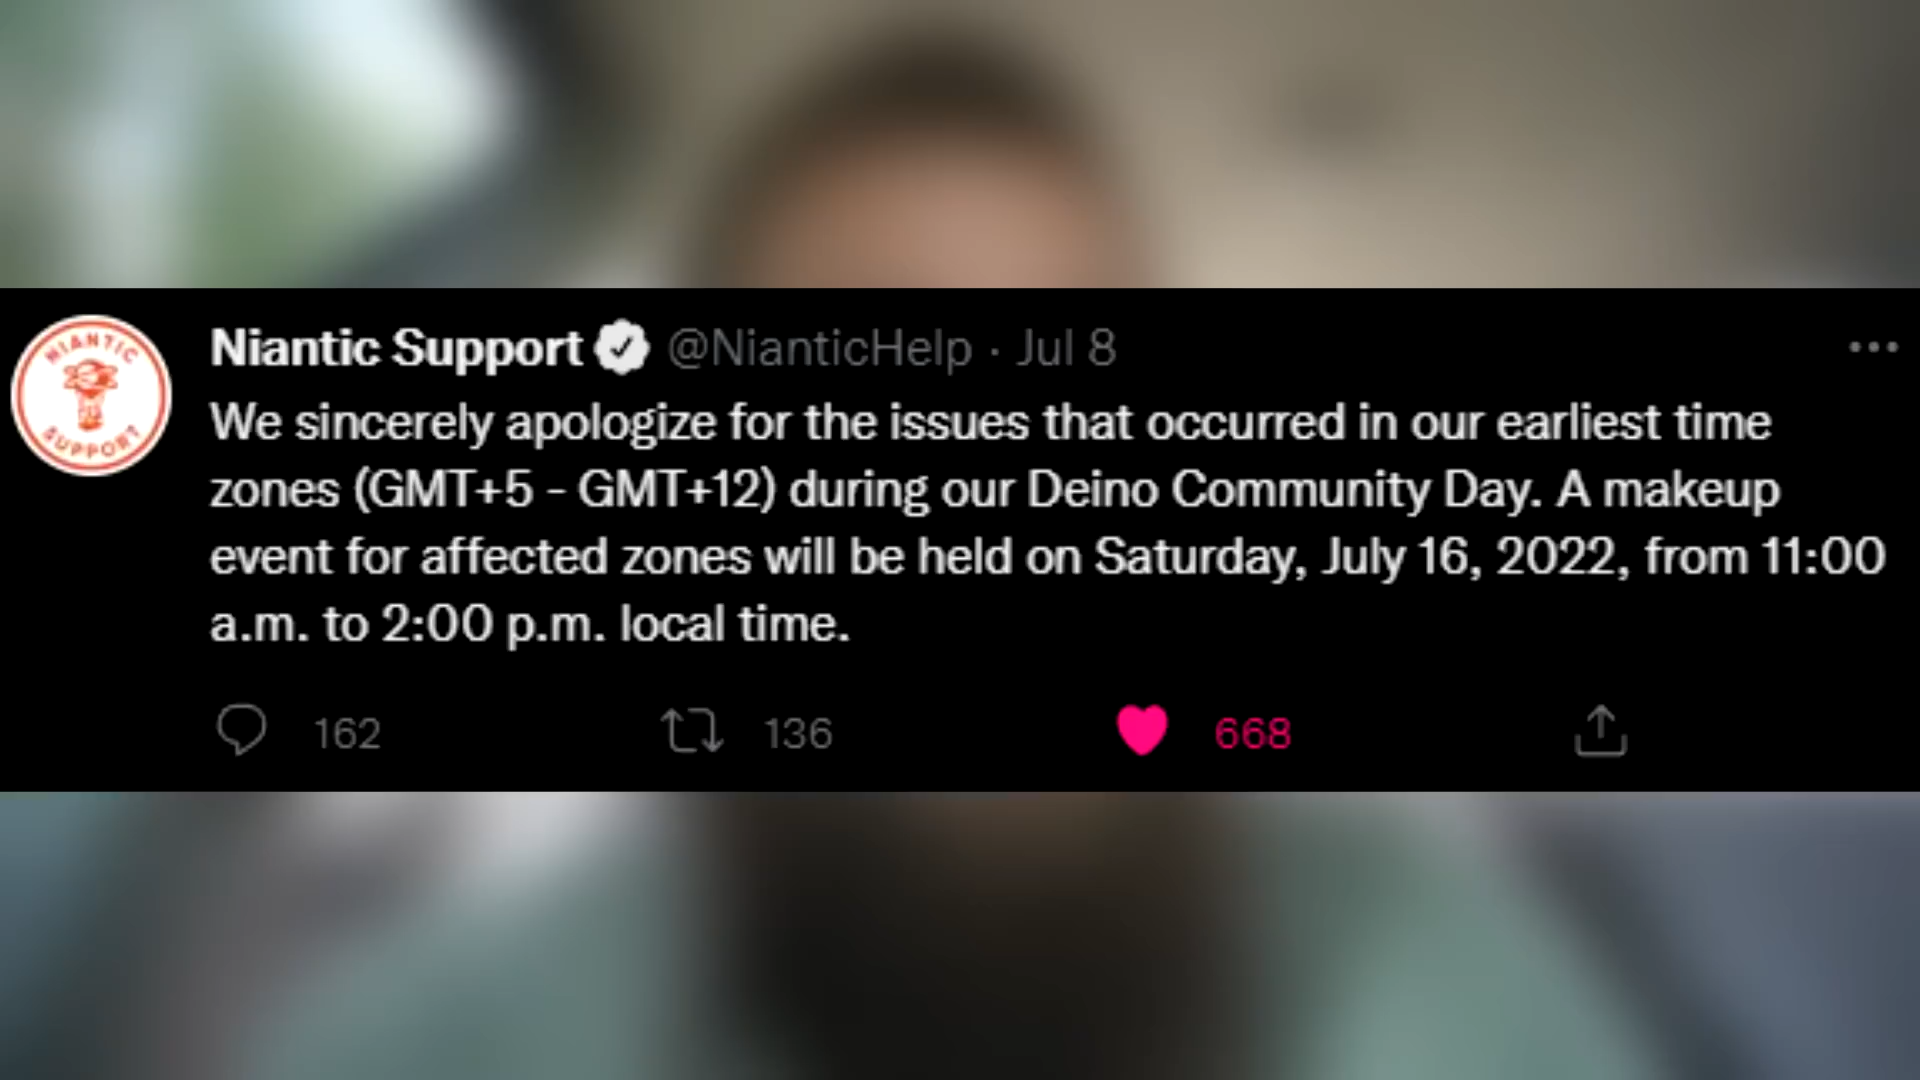 NIANTIC
SUPPORT
Niantic Support @NianticHelp · Jul 8
We sincerely apologize for the issues that occurred in our earliest time
zones (GMT+5 - GMT+12) during our Deino Community Day. A makeup
event for affected zones will be held on Saturday, July 16, 2022, from 11:00
a.m. to 2:00 p.m. local time.
162 136 668